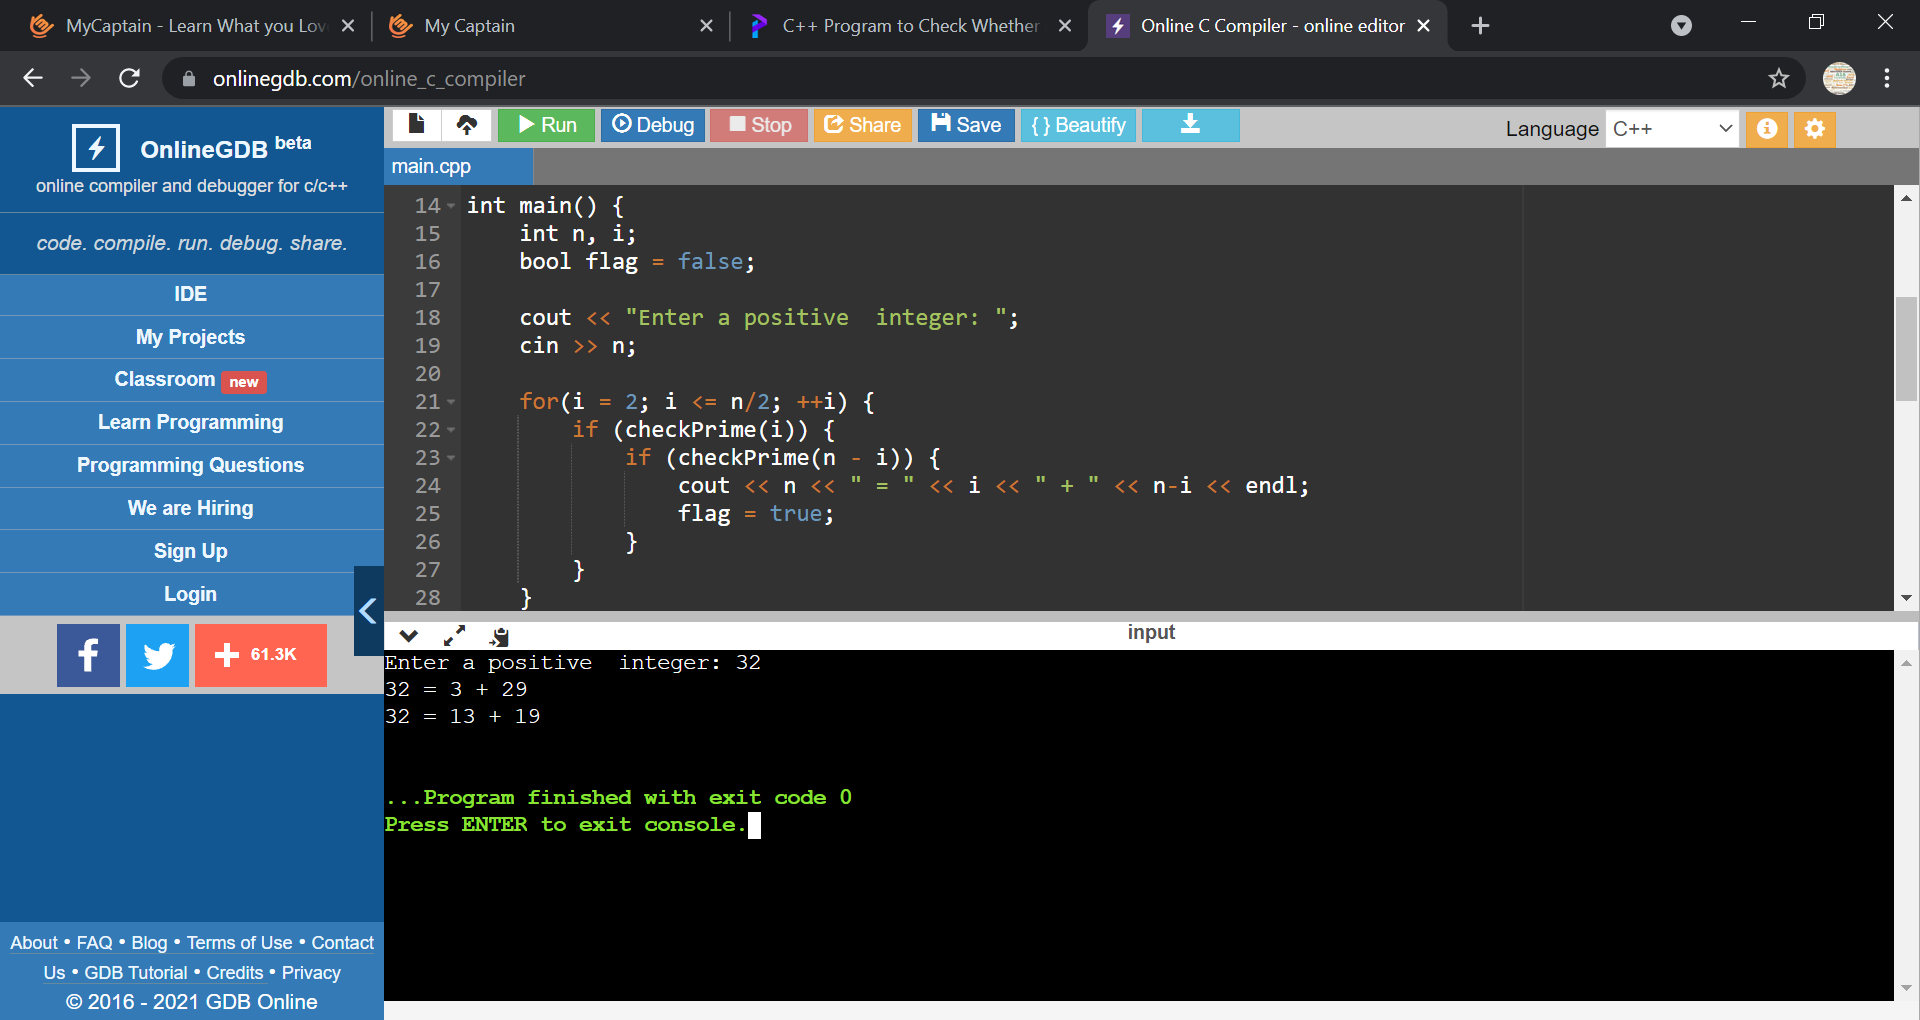 MyCaptain - Learn What you Lov
My Captain
C++ Program to Check Whether
Online C Compiler - online editor
onlinegdb.com/online_c_compiler
OnlineGDB beta
online compiler and debugger for c/c++
code. compile. run. debug. share.
IDE
My Projects
Classroom new
Learn Programming
Programming Questions
We are Hiring
Sign Up
Login
61.3K
About • FAQ • Blog • Terms of Use • Contact
Us • GDB Tutorial • Credits • Privacy
© 2016 - 2021 GDB Online
Run Debug Stop Share Save { } Beautify
Language C++
main.cpp
14 int main() {
15     int n, i;
16     bool flag = false;
17
18     cout << "Enter a positive  integer: ";
19     cin >> n;
20
21     for(i = 2; i <= n/2; ++i) {
22         if (checkPrime(i)) {
23             if (checkPrime(n - i)) {
24                 cout << n << " = " << i << " + " << n-i << endl;
25                 flag = true;
26             }
27         }
28     }
input
Enter a positive  integer: 32
32 = 3 + 29
32 = 13 + 19
...Program finished with exit code 0
Press ENTER to exit console.